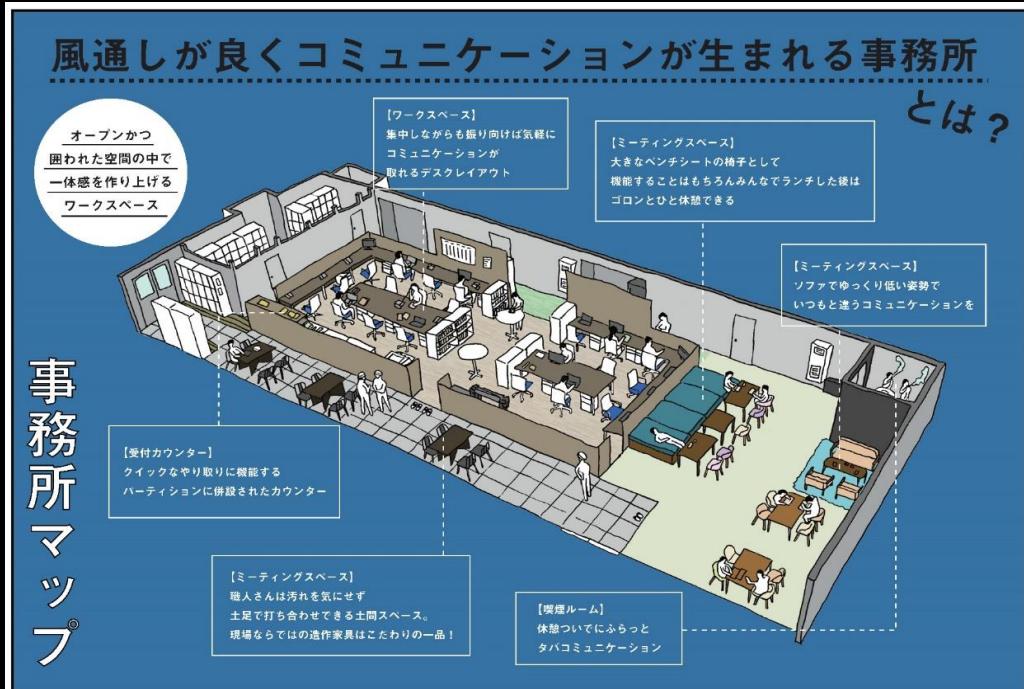 風通しが良くコミュニケーションが生まれる事務所
とは？
オープンかつ
囲われた空間の中で
一体感を作り上げる
ワークスペース
【ワークスペース】
集中しながらも振り向けば気軽に
コミュニケーションが
取れるデスクレイアウト
【ミーティングスペース】
大きなベンチシートの椅子として
機能することはもちろんみんなでランチした後は
ゴロンとひと休憩できる
【ミーティングスペース】
ソファでゆっくり低い姿勢で
いつもと違うコミュニケーションを
事務所マップ
【受付カウンター】
クイックなやり取りに機能する
パーティションに併設されたカウンター
【ミーティングスペース】
職人さんは汚れを気にせず
土足で打ち合わせできる土間スペース。
現場ならではの造作家具はこだわりの一品！
【喫煙ルーム】
休憩ついでにふらっと
タバコミュニケーション